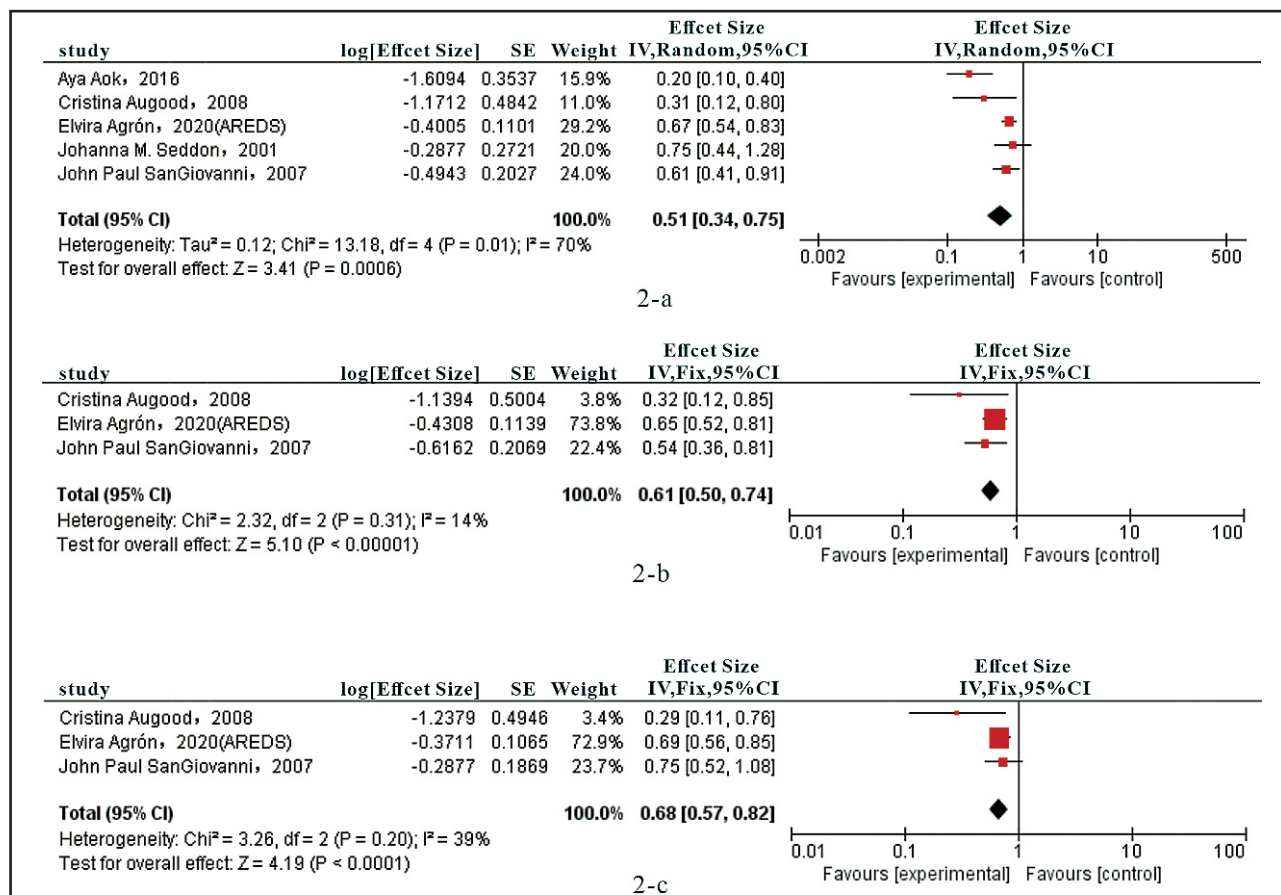 Effcet Size Effcet Size
study log[Effcet Size] SE Weight IV,Random,95%CI IV,Random,95%CI
Aya Aok，2016 -1.6094 0.3537 15.9% 0.20 [0.10, 0.40]
Cristina Augood，2008 -1.1712 0.4842 11.0% 0.31 [0.12, 0.80]
Elvira Agrón，2020(AREDS) -0.4005 0.1101 29.2% 0.67 [0.54, 0.83]
Johanna M. Seddon，2001 -0.2877 0.2721 20.0% 0.75 [0.44, 1.28]
John Paul SanGiovanni，2007 -0.4943 0.2027 24.0% 0.61 [0.41, 0.91]
Total (95% CI) 100.0% 0.51 [0.34, 0.75]
Heterogeneity: Tau² = 0.12; Chi² = 13.18, df = 4 (P = 0.01); I² = 70%
Test for overall effect: Z = 3.41 (P = 0.0006)
0.002 0.1 1 10 500
Favours [experimental] Favours [control]
2-a
Effcet Size Effcet Size
study log[Effcet Size] SE Weight IV,Fix,95%CI IV,Fix,95%CI
Cristina Augood，2008 -1.1394 0.5004 3.8% 0.32 [0.12, 0.85]
Elvira Agrón，2020(AREDS) -0.4308 0.1139 73.8% 0.65 [0.52, 0.81]
John Paul SanGiovanni，2007 -0.6162 0.2069 22.4% 0.54 [0.36, 0.81]
Total (95% CI) 100.0% 0.61 [0.50, 0.74]
Heterogeneity: Chi² = 2.32, df = 2 (P = 0.31); I² = 14%
Test for overall effect: Z = 5.10 (P < 0.00001)
0.01 0.1 1 10 100
Favours [experimental] Favours [control]
2-b
Effcet Size Effcet Size
study log[Effcet Size] SE Weight IV,Fix,95%CI IV,Fix,95%CI
Cristina Augood，2008 -1.2379 0.4946 3.4% 0.29 [0.11, 0.76]
Elvira Agrón，2020(AREDS) -0.3711 0.1065 72.9% 0.69 [0.56, 0.85]
John Paul SanGiovanni，2007 -0.2877 0.1869 23.7% 0.75 [0.52, 1.08]
Total (95% CI) 100.0% 0.68 [0.57, 0.82]
Heterogeneity: Chi² = 3.26, df = 2 (P = 0.20); I² = 39%
Test for overall effect: Z = 4.19 (P < 0.0001)
0.01 0.1 1 10 100
Favours [experimental] Favours [control]
2-c